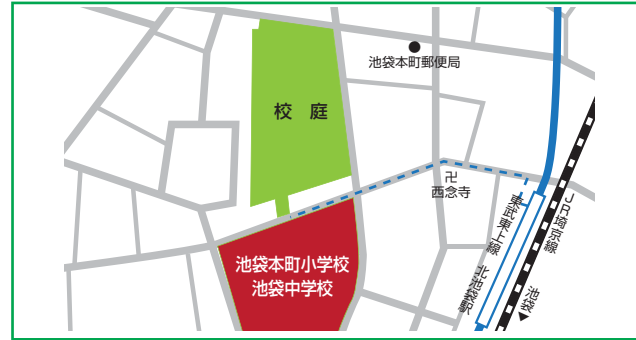 池袋本町郵便局
校庭
卍
西念寺
東武東上線
JR埼京線
北池袋駅
池袋
池袋本町小学校
池袋中学校